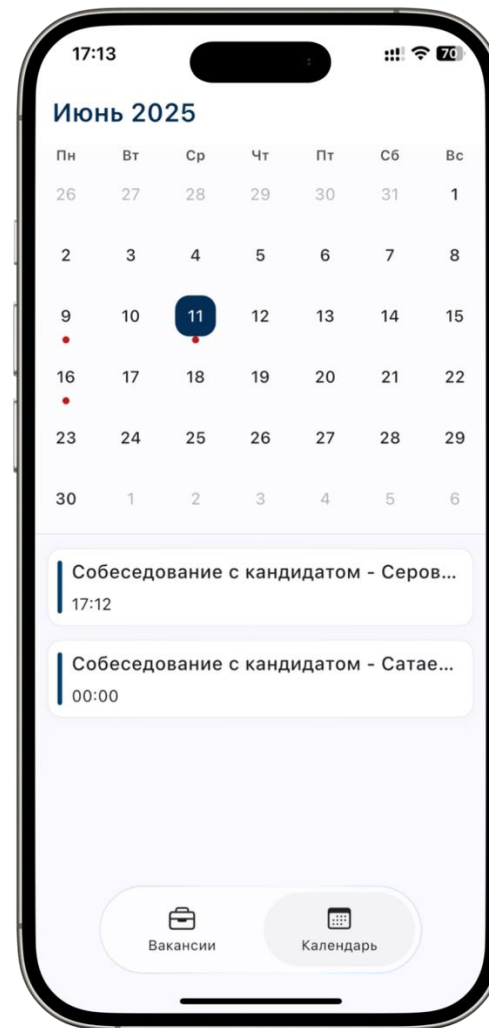 17:13 70
Июнь 2025
Пн Вт Ср Чт Пт Сб Вс
26 27 28 29 30 31 1
2 3 4 5 6 7 8
9 10 11 12 13 14 15
16 17 18 19 20 21 22
23 24 25 26 27 28 29
30 1 2 3 4 5 6
Собеседование с кандидатом - Серов...
17:12
Собеседование с кандидатом - Сатае...
00:00
Вакансии Календарь